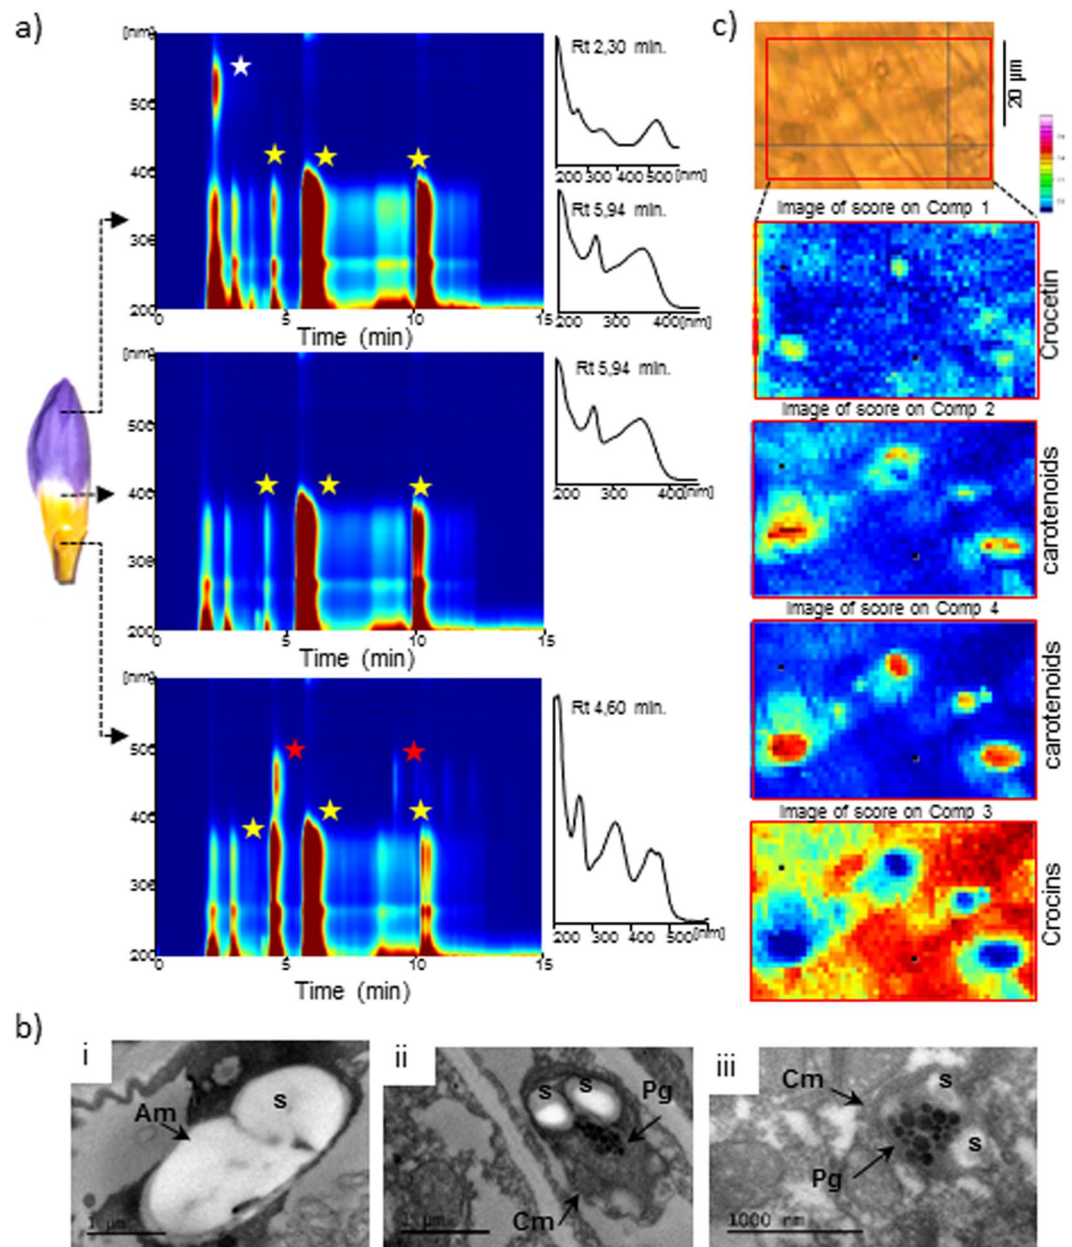 a)
[nm]
500
400
300
200
0
5
10
15
Time (min)
Rt 2,30 min.
200 300 400 500[nm]
Rt 5,94 min.
200 300 400[nm]
[nm]
500
400
300
200
0
5
10
15
Time (min)
Rt 5,94 min.
200 300 400[nm]
[nm]
500
400
300
200
0
5
10
15
Time (min)
Rt 4,60 min.
200 300 400 500[nm]
c)
20 µm
Image of score on Comp 1
Crocetin
Image of score on Comp 2
carotenoids
Image of score on Comp 4
carotenoids
Image of score on Comp 3
Crocins
b)
i
Am
s
1 µm
ii
s s
Pg
Cm
1 µm
iii
Cm
s
s
Pg
1000 nm